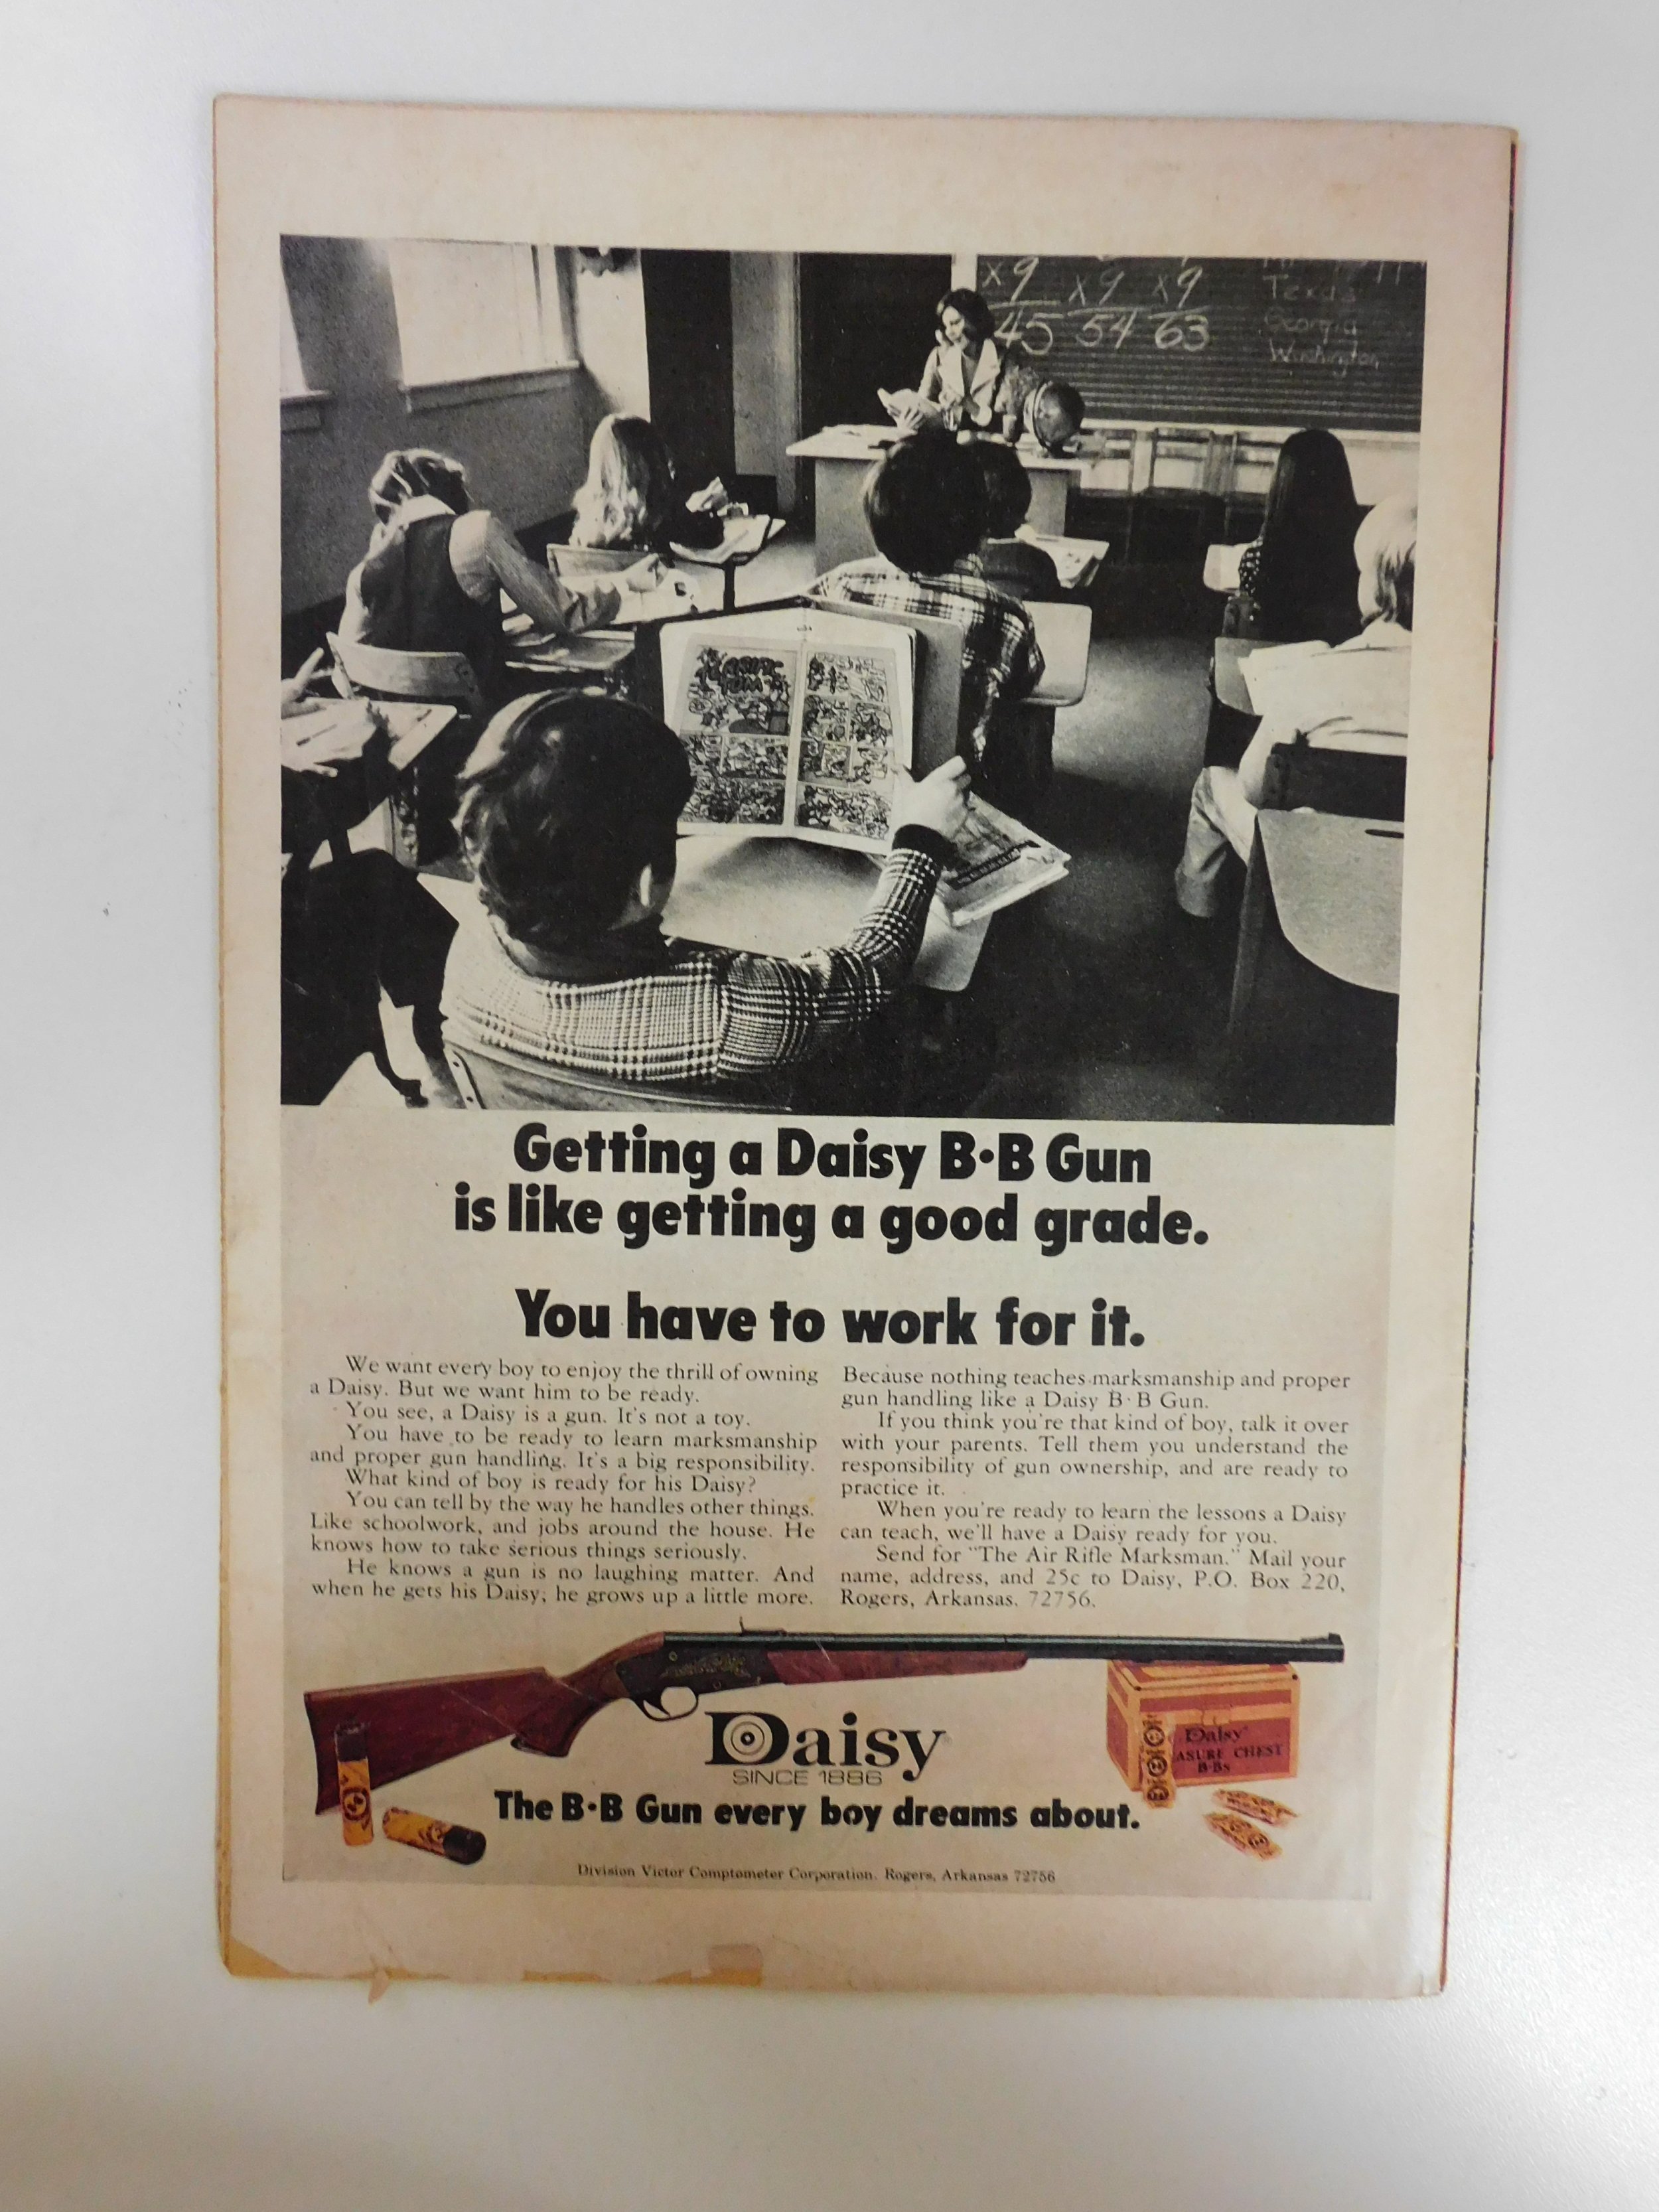 x9 x9 x9
45 54 63
Texas
Georgia
Washington
Getting a Daisy B·B Gun
is like getting a good grade.
You have to work for it.
We want every boy to enjoy the thrill of owning
a Daisy. But we want him to be ready.
You see, a Daisy is a gun. It's not a toy.
You have to be ready to learn marksmanship
and proper gun handling. It's a big responsibility.
What kind of boy is ready for his Daisy?
You can tell by the way he handles other things.
Like schoolwork, and jobs around the house. He
knows how to take serious things seriously.
He knows a gun is no laughing matter. And
when he gets his Daisy, he grows up a little more.
Because nothing teaches marksmanship and proper
gun handling like a Daisy B·B Gun.
If you think you're that kind of boy, talk it over
with your parents. Tell them you understand the
responsibility of gun ownership, and are ready to
practice it.
When you're ready to learn the lessons a Daisy
can teach, we'll have a Daisy ready for you.
Send for "The Air Rifle Marksman." Mail your
name, address, and 25c to Daisy, P.O. Box 220,
Rogers, Arkansas. 72756.
Daisy
SINCE 1886
Daisy
ASURE CHEST
B·Bs
The B·B Gun every boy dreams about.
Division Victor Comptometer Corporation. Rogers, Arkansas 72756